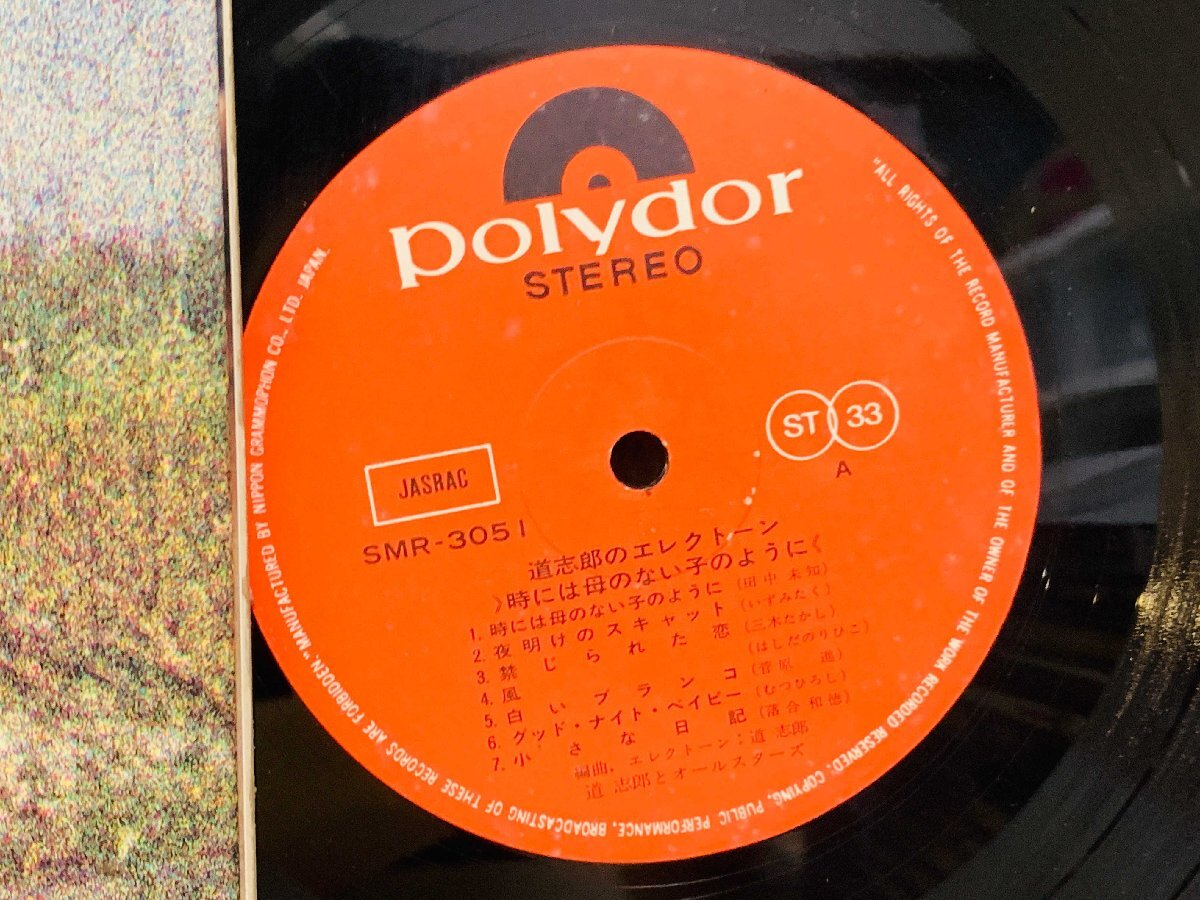 polydor
STEREO
ST 33
A
JASRAC
SMR-3051
道志郎のエレクトーン
》時には母のない子のように《
1. 時には母のない子のように (田中 未知)
2. 夜明けのスキャット (いずみたく)
3. 禁じられた恋 (三木たかし)
4. 風 (はしだのりひこ)
5. 白いブランコ (菅原 進)
6. グッド・ナイト・ベイビー (むつひろし)
7. 小さな日記 (落合 和他)
編曲, エレクトーン: 道 志郎
道 志郎とオールスターズ
"ALL RIGHTS OF THE RECORD MANUFACTURER AND OF THE OWNER OF THE WORK RECORDED RESERVED. COPYING, PUBLIC PERFORMANCE, BROADCASTING OF THESE RECORDS ARE FORBIDDEN." MANUFACTURED BY NIPPON GRAMMOPHON CO., LTD. JAPAN.